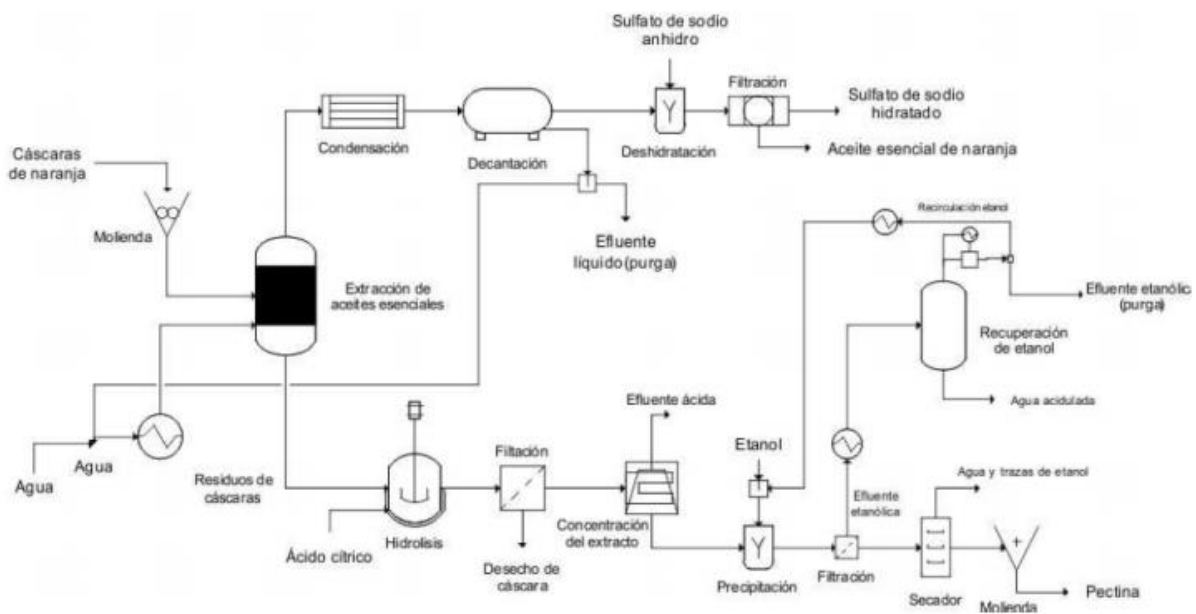 Sulfato de sodio
anhidro
Filtración
Sulfato de sodio
hidratado
Condensación
Decantación
Deshidratación
Aceite esencial de naranja
Cáscaras
de naranja
Molienda
Recirculación etanol
Efluente
líquido (purga)
Extracción de
aceites esenciales
Efluente etanólica
(purga)
Recuperación
de etanol
Efluente ácida
Agua acidulada
Etanol
Filtación
Agua
Agua
Residuos de
cáscaras
Agua y trazas de etanol
Efluente
etanólica
Concentración
del extracto
Ácido cítrico
Hidrolisis
Desecho de
cáscara
Precipitación
Filtración
Secador
Molienda
Pectina